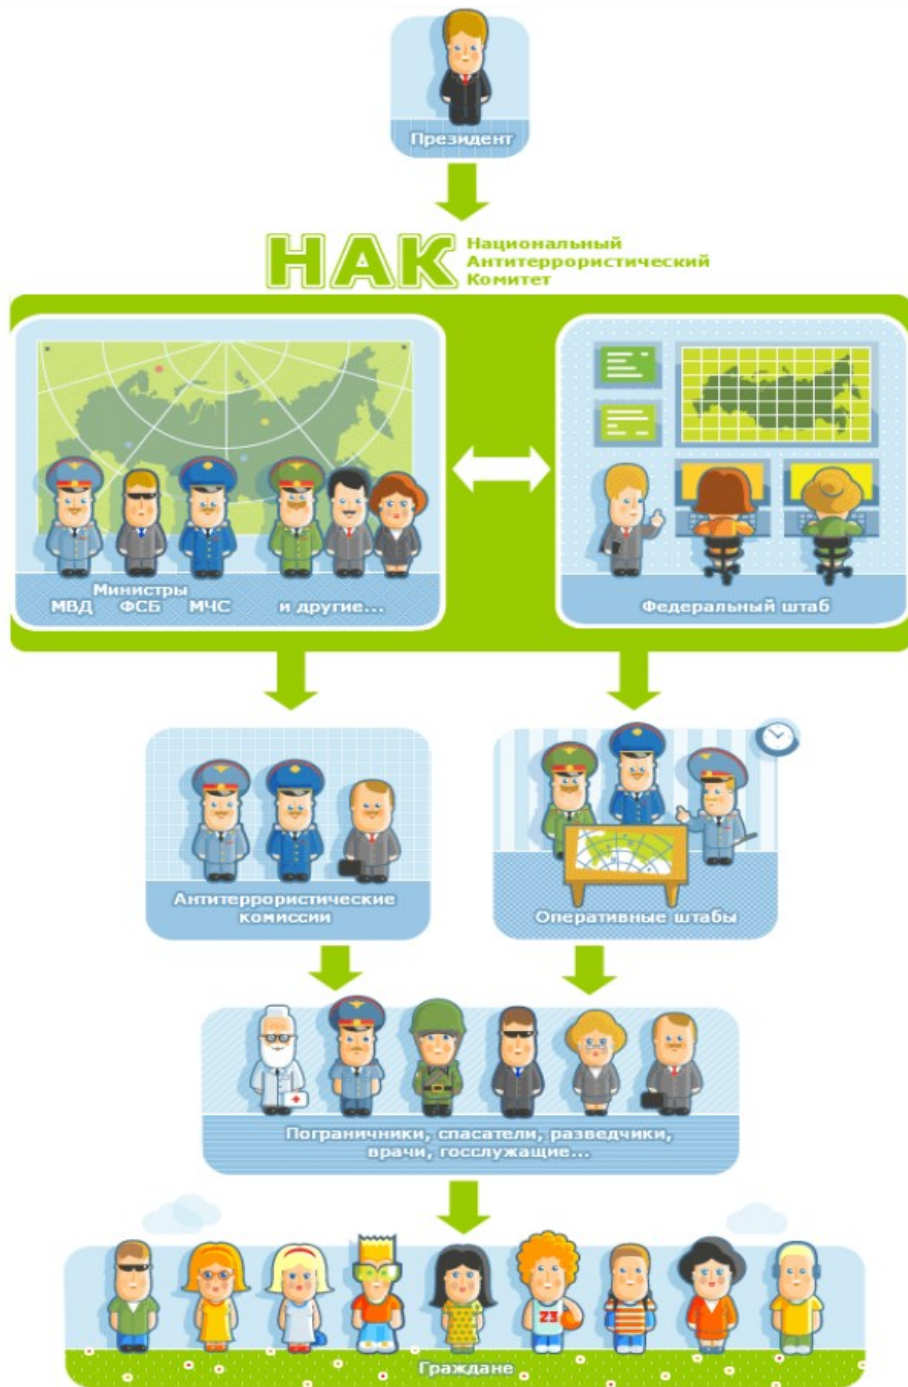 Президент
НАК
Национальный
Антитеррористический
Комитет
Министры
МВД ФСБ МЧС и другие...
Федеральный штаб
Антитеррористические
комиссии
Оперативные штабы
Пограничники, спасатели, разведчики,
врачи, госслужащие...
23
Граждане